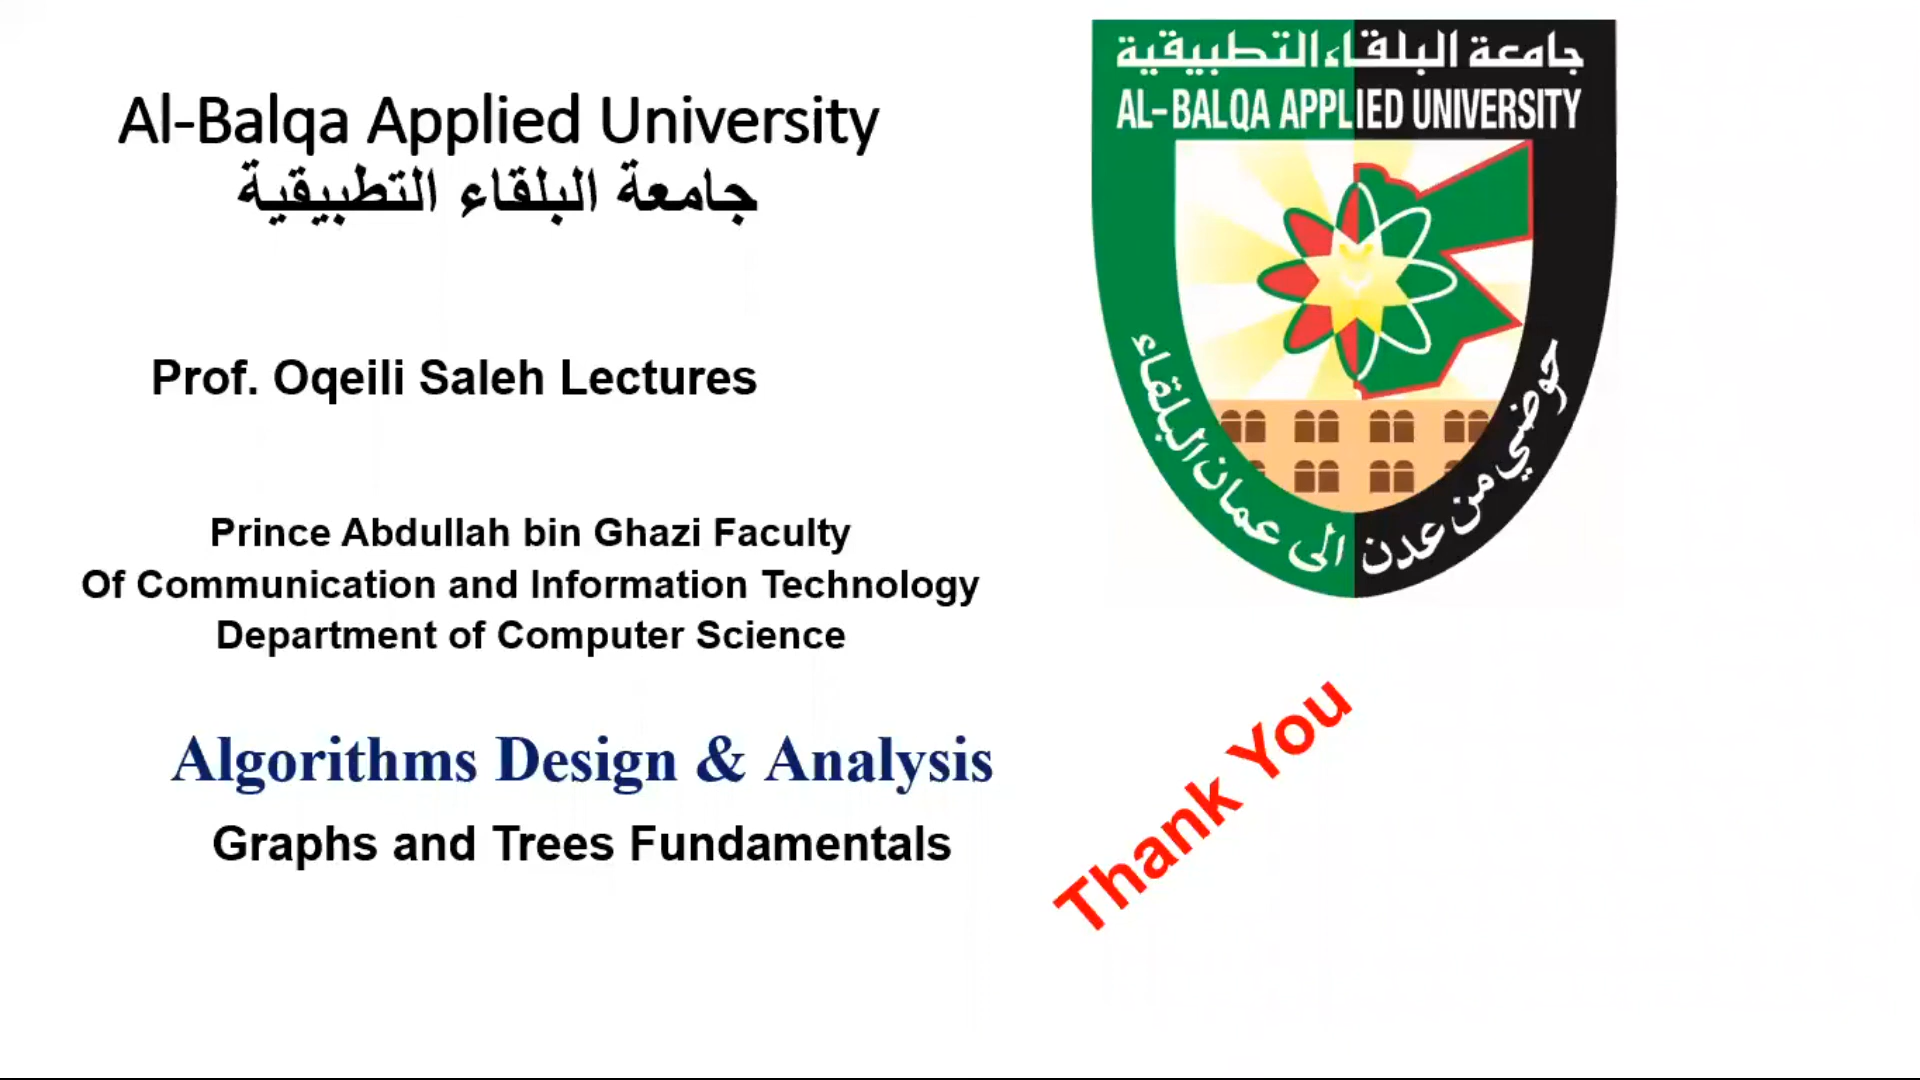 Al-Balqa Applied University
جامعة البلقاء التطبيقية
Prof. Oqeili Saleh Lectures
Prince Abdullah bin Ghazi Faculty
Of Communication and Information Technology
Department of Computer Science
Algorithms Design & Analysis
Graphs and Trees Fundamentals
جامعة البلقاء التطبيقية
AL-BALQA APPLIED UNIVERSITY
حوضي من عدن الى عمان البلقاء
Thank You